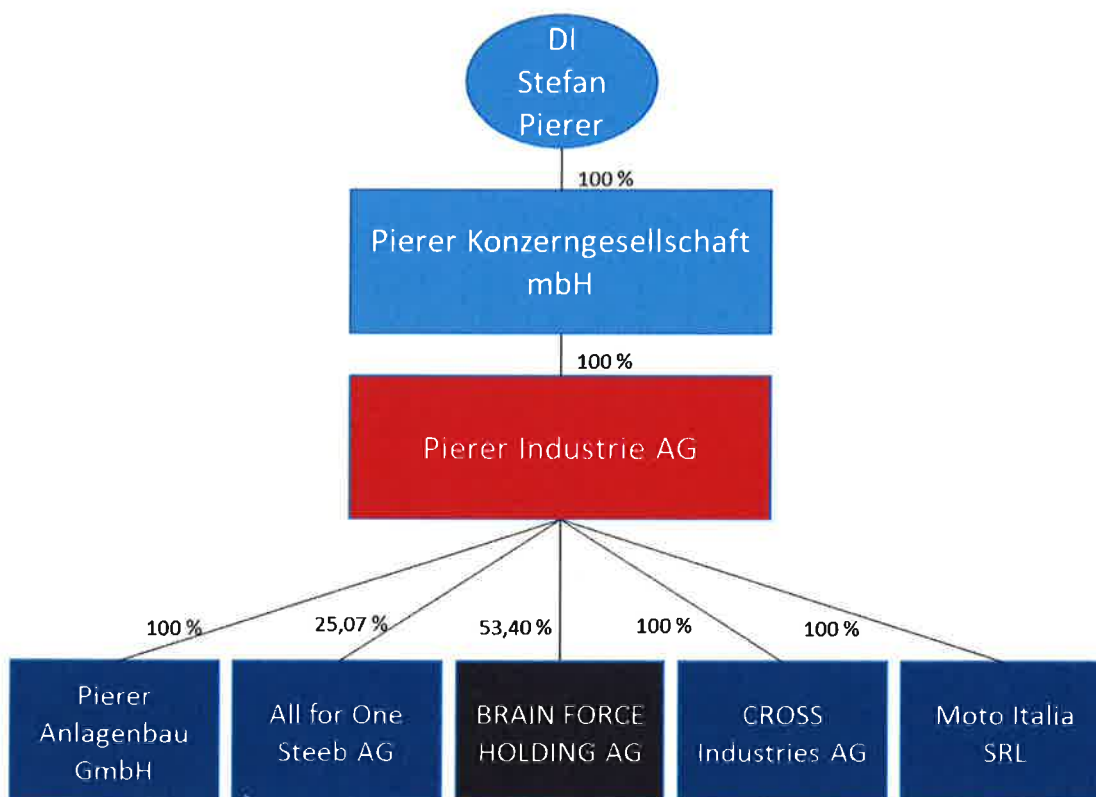 DI
Stefan
Pierer
100 %
Pierer Konzerngesellschaft
mbH
100 %
Pierer Industrie AG
100 %
25,07 %
53,40 %
100 %
100 %
Pierer
Anlagenbau
GmbH
All for One
Steeb AG
BRAIN FORCE
HOLDING AG
CROSS
Industries AG
Moto Italia
SRL